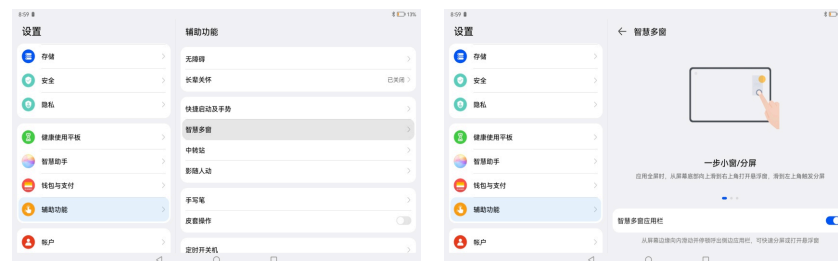 8:59
13%
设置
辅助功能
存储
安全
隐私
健康使用平板
智慧助手
钱包与支付
辅助功能
帐户
无障碍
长辈关怀
已关闭
快捷启动及手势
智慧多窗
中转站
影随人动
手写笔
皮套操作
定时开关机
8:59
设置
智慧多窗
存储
安全
隐私
健康使用平板
智慧助手
钱包与支付
辅助功能
帐户
一步小窗/分屏
应用全屏时，从屏幕底部向上滑到右上角打开悬浮窗，滑到左上角触发分屏
智慧多窗应用栏
从屏幕边缘向内滑动并停顿呼出侧边应用栏，可快速分屏或打开悬浮窗